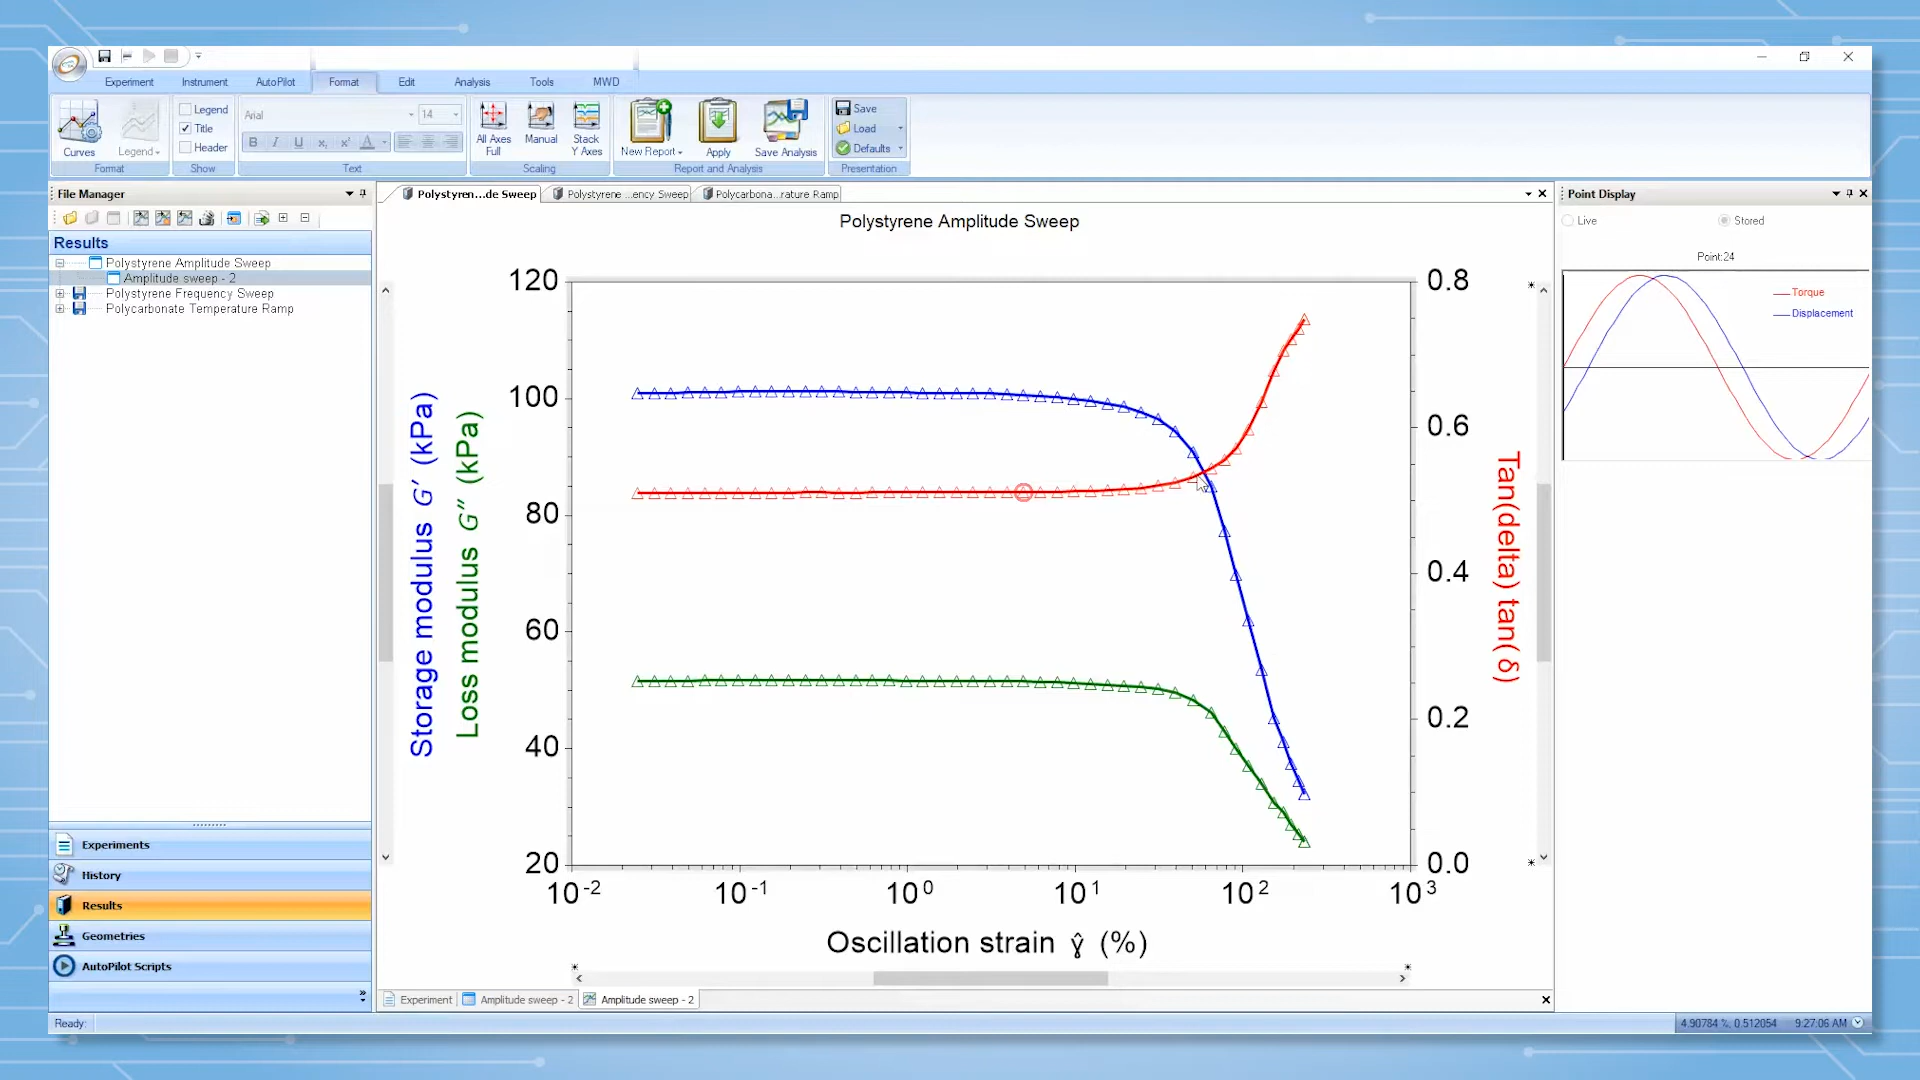 Experiment Instrument AutoPilot Format Edit Analysis Tools MWD
Curves
Legend
Format
Legend
Title
Header
Show
Arial 14
B I U x₂ x² A
Text
All Axes Full
Manual
Stack Y Axes
Scaling
New Report
Apply
Save Analysis
Report and Analysis
Save
Load
Defaults
Presentation
File Manager
Results
Polystyrene Amplitude Sweep
Amplitude sweep - 2
Polystyrene Frequency Sweep
Polycarbonate Temperature Ramp
Experiments
History
Results
Geometries
AutoPilot Scripts
Ready:
Polystyren...de Sweep
Polystyrene ...ency Sweep
Polycarbona...rature Ramp
Polystyrene Amplitude Sweep
Storage modulus G′ (kPa)
Loss modulus G″ (kPa)
120
100
80
60
40
20
0.8
0.6
0.4
0.2
0.0
Tan(delta) tan(δ)
10⁻² 10⁻¹ 10⁰ 10¹ 10² 10³
Oscillation strain γ̂ (%)
Experiment
Amplitude sweep - 2
Amplitude sweep - 2
Point Display
Live
Stored
Point:24
Torque
Displacement
4.90784 %, 0.512054
9:27:06 AM